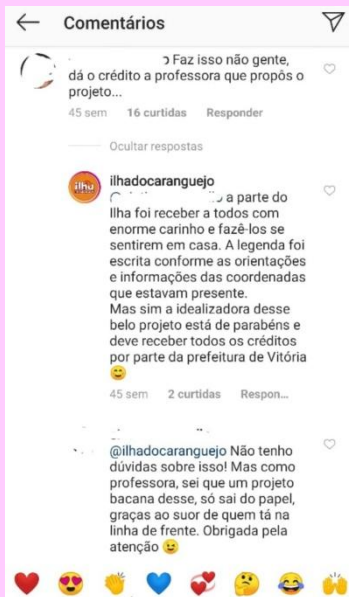 Comentários
Faz isso não gente,
dá o crédito a professora que propôs o
projeto...
45 sem 16 curtidas Responder
Ocultar respostas
ilhadocaranguejo
a parte do
Ilha foi receber a todos com
enorme carinho e fazê-los se
sentirem em casa. A legenda foi
escrita conforme as orientações
e informações das coordenadas
que estavam presente.
Mas sim a idealizadora desse
belo projeto está de parabéns e
deve receber todos os créditos
por parte da prefeitura de Vitória
😊
45 sem 2 curtidas Respon...
@ilhadocaranguejo Não tenho
dúvidas sobre isso! Mas como
professora, sei que um projeto
bacana desse, só sai do papel,
graças ao suor de quem tá na
linha de frente. Obrigada pela
atenção 😉